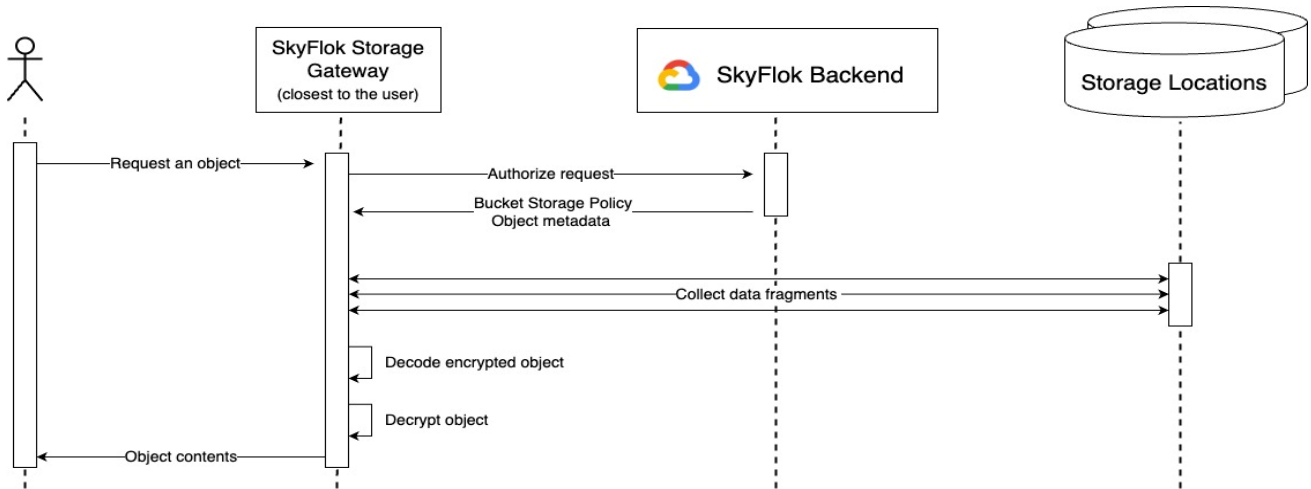 SkyFlok Storage
Gateway
(closest to the user)
SkyFlok Backend
Storage Locations
Request an object
Authorize request
Bucket Storage Policy
Object metadata
Collect data fragments
Decode encrypted object
Decrypt object
Object contents